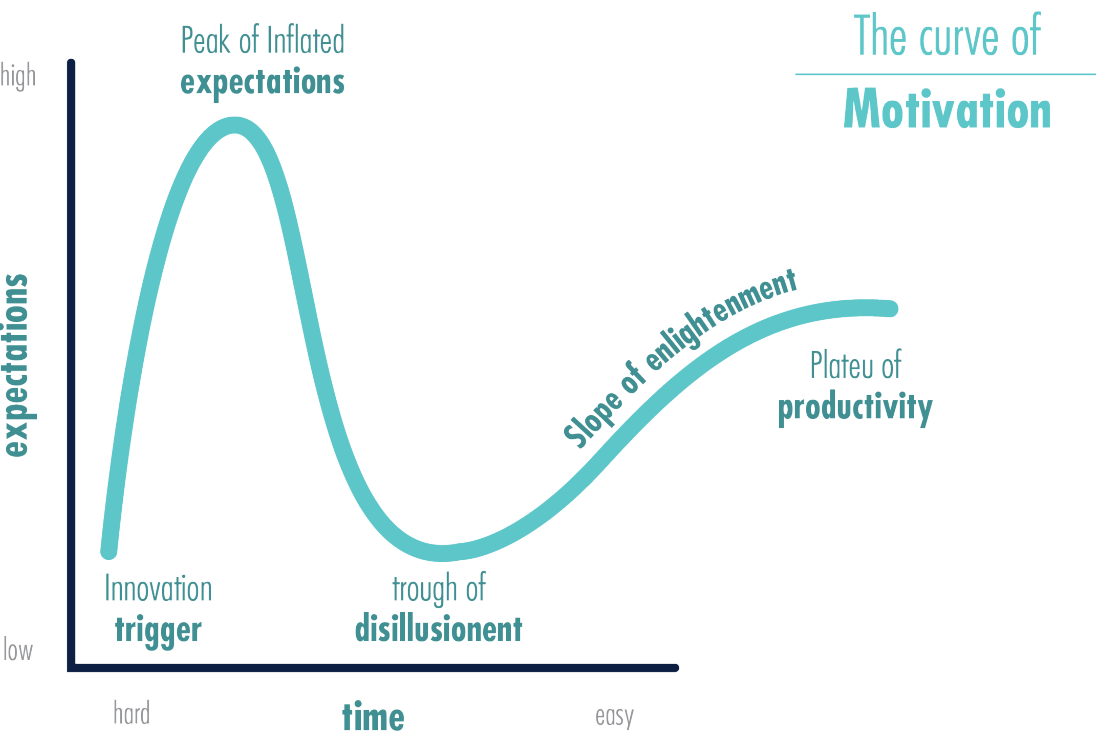 The curve of
Motivation
Peak of Inflated
expectations
high
expectations
Slope of enlightenment
Plateu of
productivity
Innovation
trigger
trough of
disillusionent
low
hard
time
easy